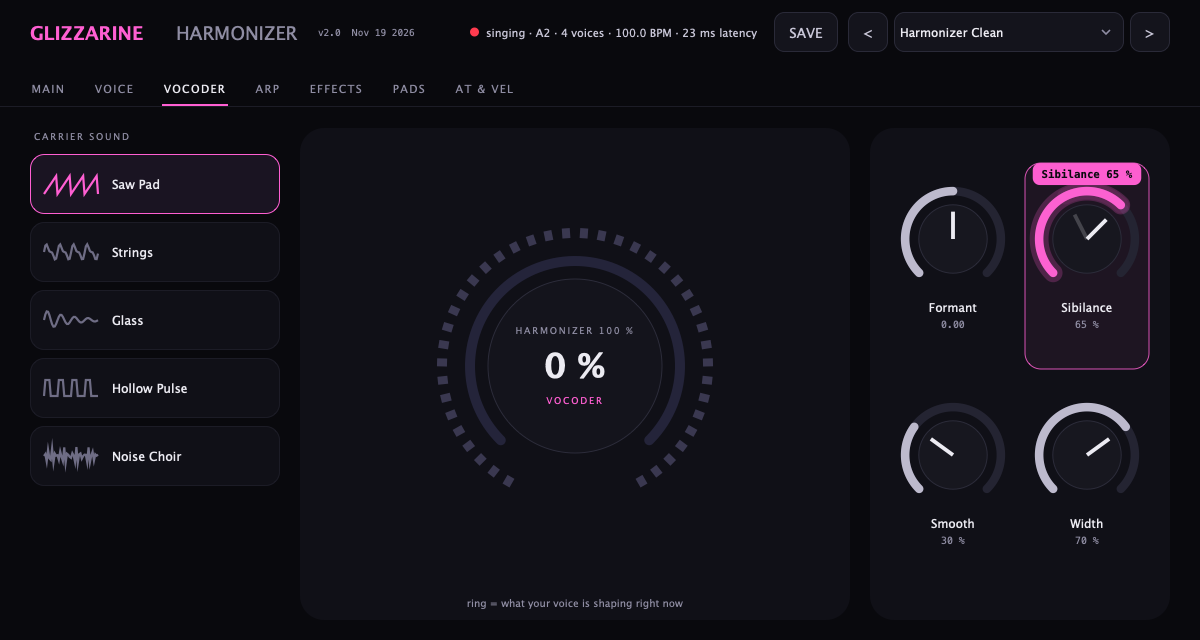 GLIZZARINE HARMONIZER v2.0 Nov 19 2026 singing · A2 · 4 voices · 100.0 BPM · 23 ms latency SAVE < Harmonizer Clean >
MAIN VOICE VOCODER ARP EFFECTS PADS AT & VEL
CARRIER SOUND
Saw Pad
Strings
Glass
Hollow Pulse
Noise Choir
HARMONIZER 100 %
0 %
VOCODER
ring = what your voice is shaping right now
Sibilance 65 %
Formant Sibilance
0.00 65 %
Smooth Width
30 % 70 %